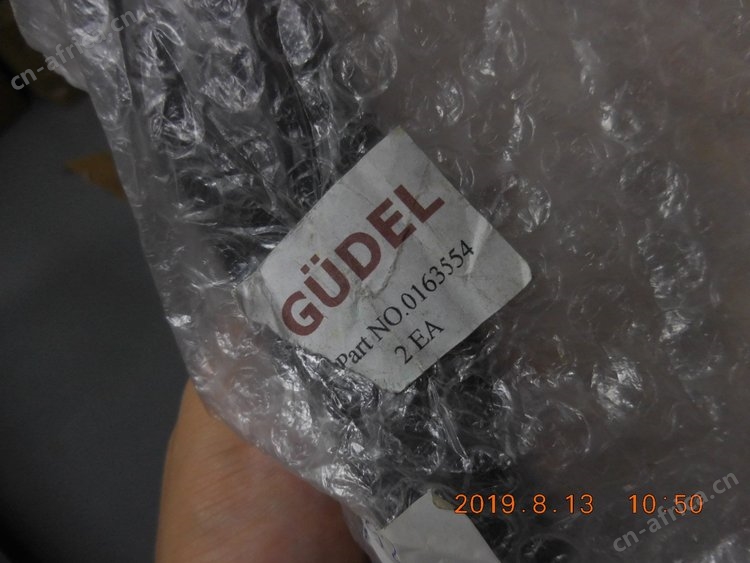 cn-africa.cn
GÜDEL
Part NO.0163554
2 EA
2019.8.13 10:50
cn-africa.cn